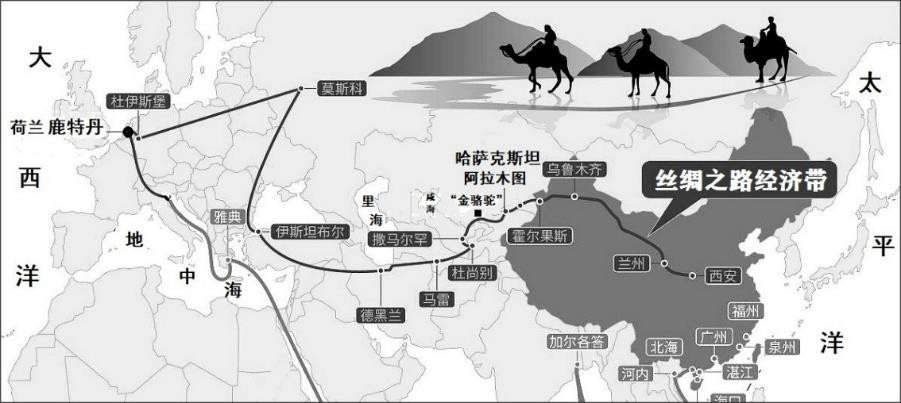 大
西
洋
太
平
洋
莫斯科
杜伊斯堡
荷兰 鹿特丹
哈萨克斯坦
阿拉木图
乌鲁木齐
丝绸之路经济带
里
海
咸
海
“金骆驼”
雅典
伊斯坦布尔
撒马尔罕
霍尔果斯
地
中
海
杜尚别
兰州
西安
德黑兰
马雷
福州
加尔各答
北海
广州
泉州
河内
湛江
海口